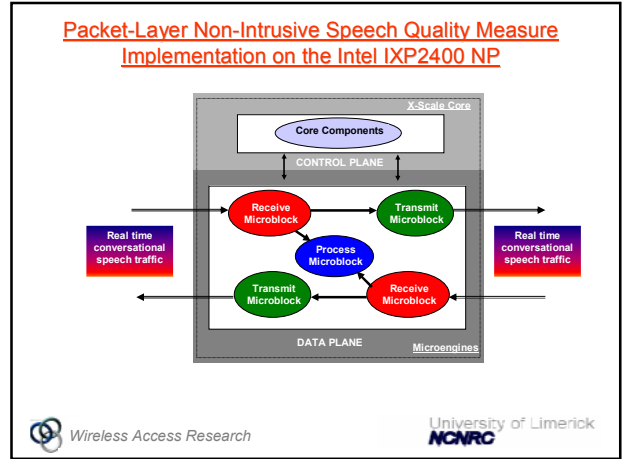 Packet-Layer Non-Intrusive Speech Quality Measure
Implementation on the Intel IXP2400 NP
X-Scale Core
Core Components
CONTROL PLANE
Receive
Microblock
Transmit
Microblock
Real time
conversational
speech traffic
Process
Microblock
Real time
conversational
speech traffic
Transmit
Microblock
Receive
Microblock
DATA PLANE
Microengines
Wireless Access Research
University of Limerick
NCNRC